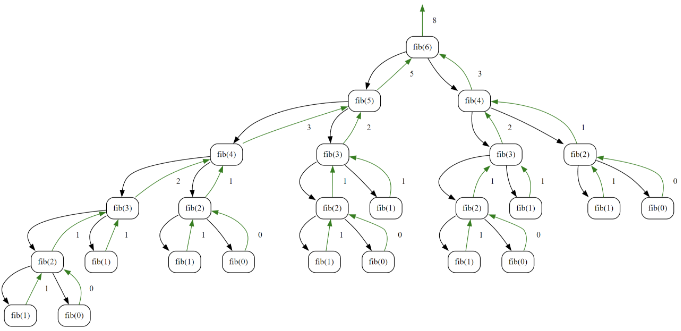 8
fib(6)
5 3
fib(5) fib(4)
3 2 2 1
fib(4) fib(3) fib(3) fib(2)
2 1 1 1 1 1 1 0
fib(3) fib(2) fib(2) fib(1) fib(2) fib(1) fib(1) fib(0)
1 1 1 0 1 0 1 0
fib(2) fib(1) fib(1) fib(0) fib(1) fib(0) fib(1) fib(0)
1 0
fib(1) fib(0)